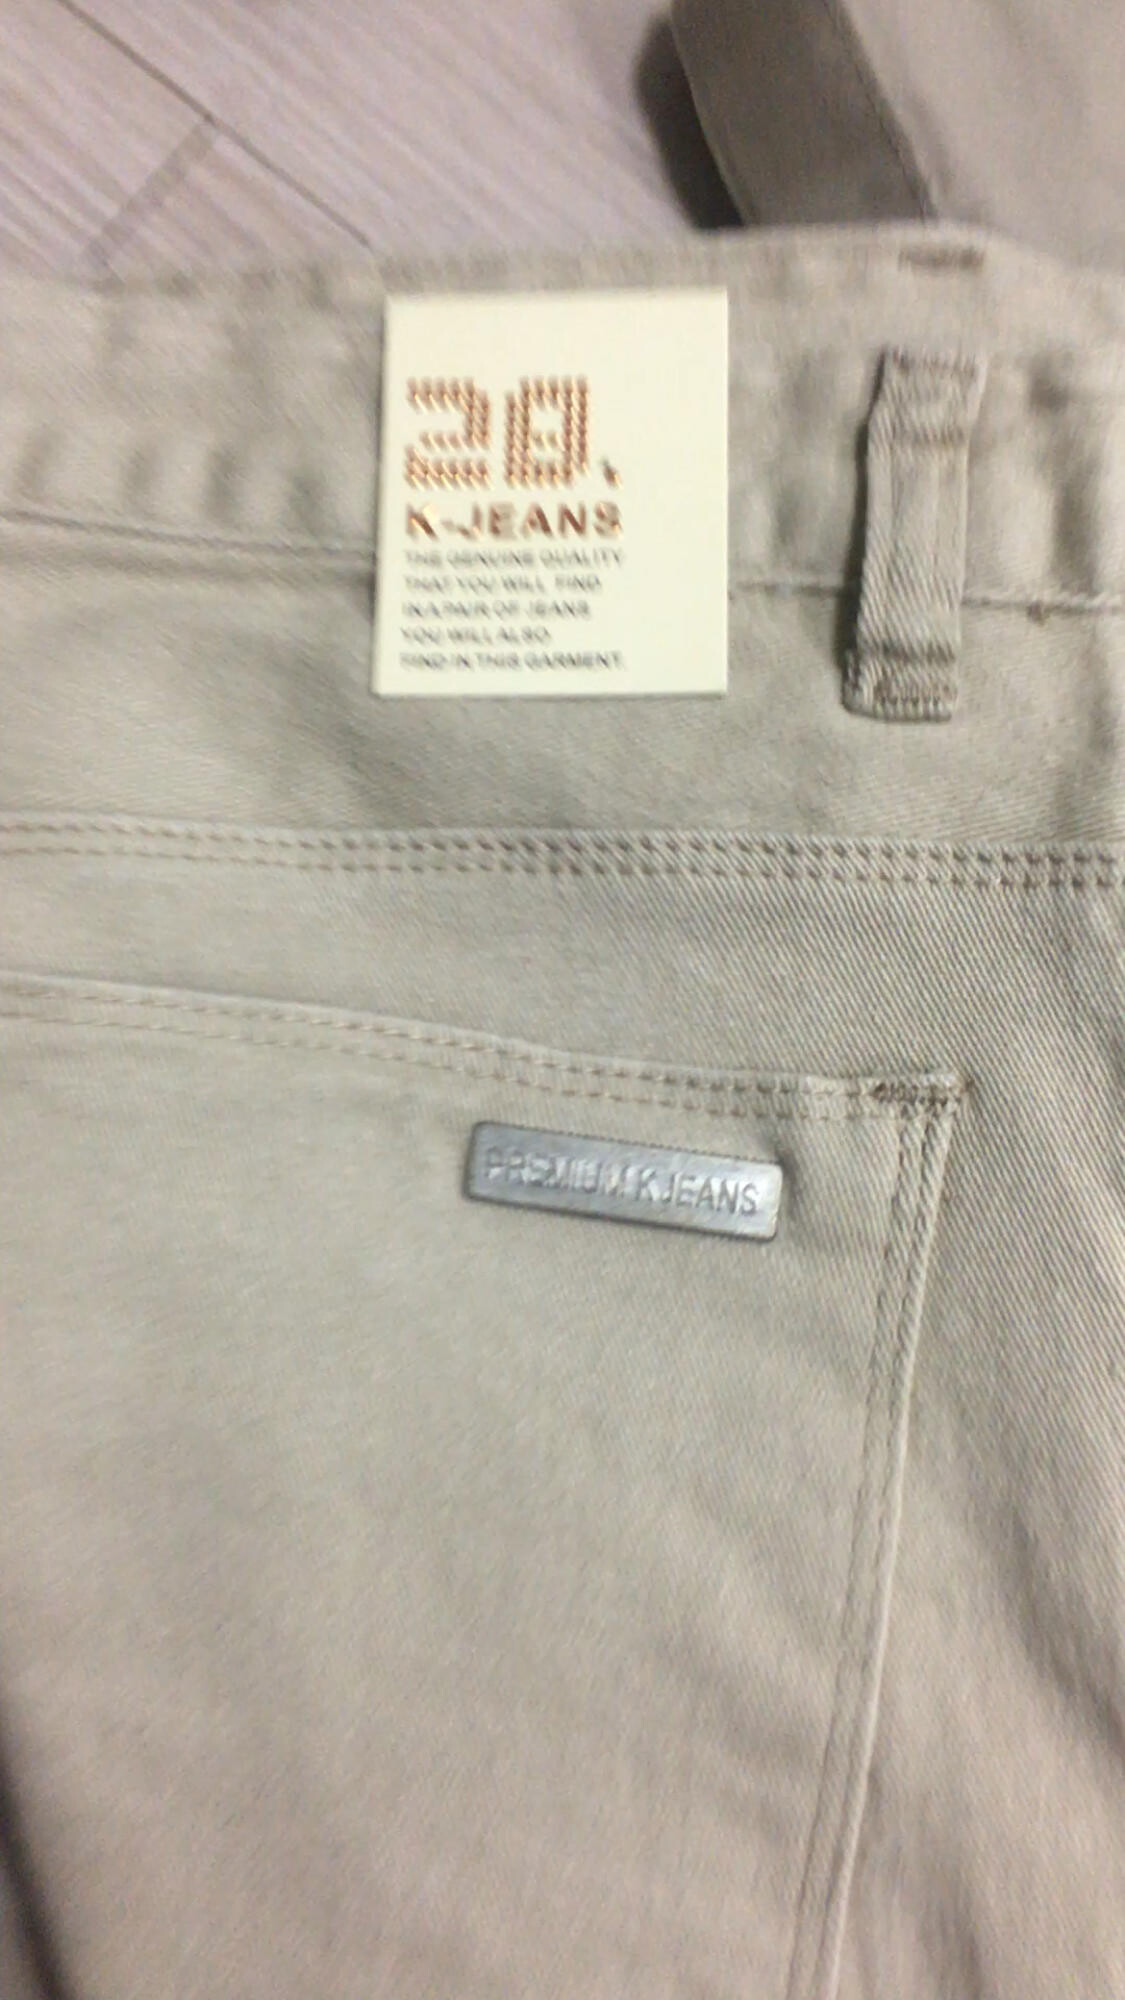 28.
K-JEANS
THE GENUINE QUALITY
THAT YOU WILL FIND
IN A PAIR OF JEANS
YOU WILL ALSO
FIND IN THIS GARMENT.
PREMIUM KJEANS